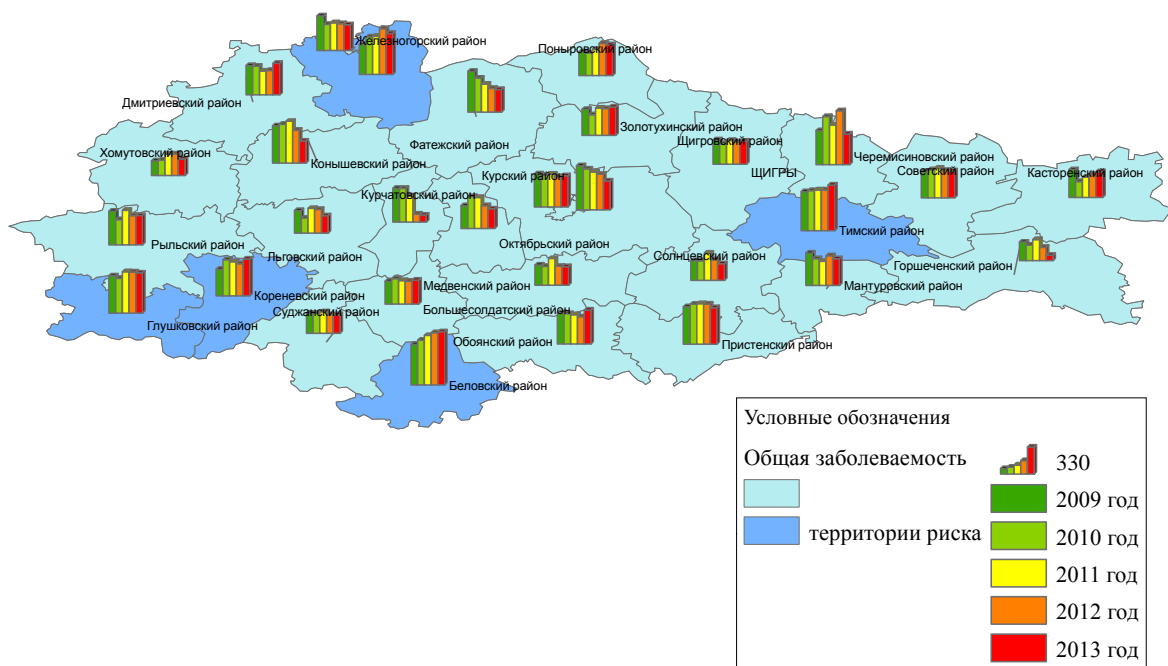 Железногорский район
Поныровский район
Дмитриевский район
Золотухинский район
Фатежский район
Щигровский район
Хомутовский район
Конышевский район
Черемисиновский район
ЩИГРЫ
Советский район
Касторенский район
Курский район
Курчатовский район
Тимский район
Рыльский район
Октябрьский район
Льговский район
Солнцевский район
Горшеченский район
Кореневский район
Медвенский район
Мантуровский район
Суджанский район
Большесолдатский район
Глушковский район
Обоянский район
Пристенский район
Беловский район
Условные обозначения
Общая заболеваемость
территории риска
330
2009 год
2010 год
2011 год
2012 год
2013 год